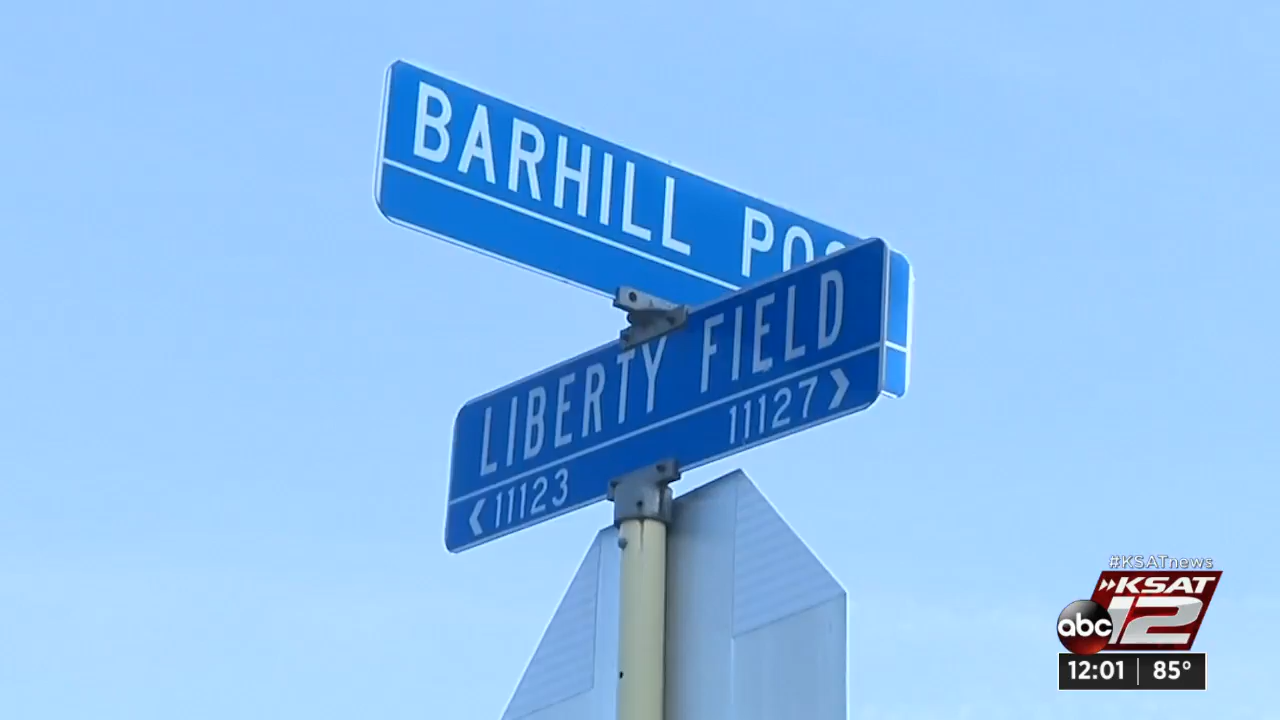 BARHILL
LIBERTY FIELD
11127 >
< 11123
#KSATnews
KSAT
12
abc
12:01 | 85°